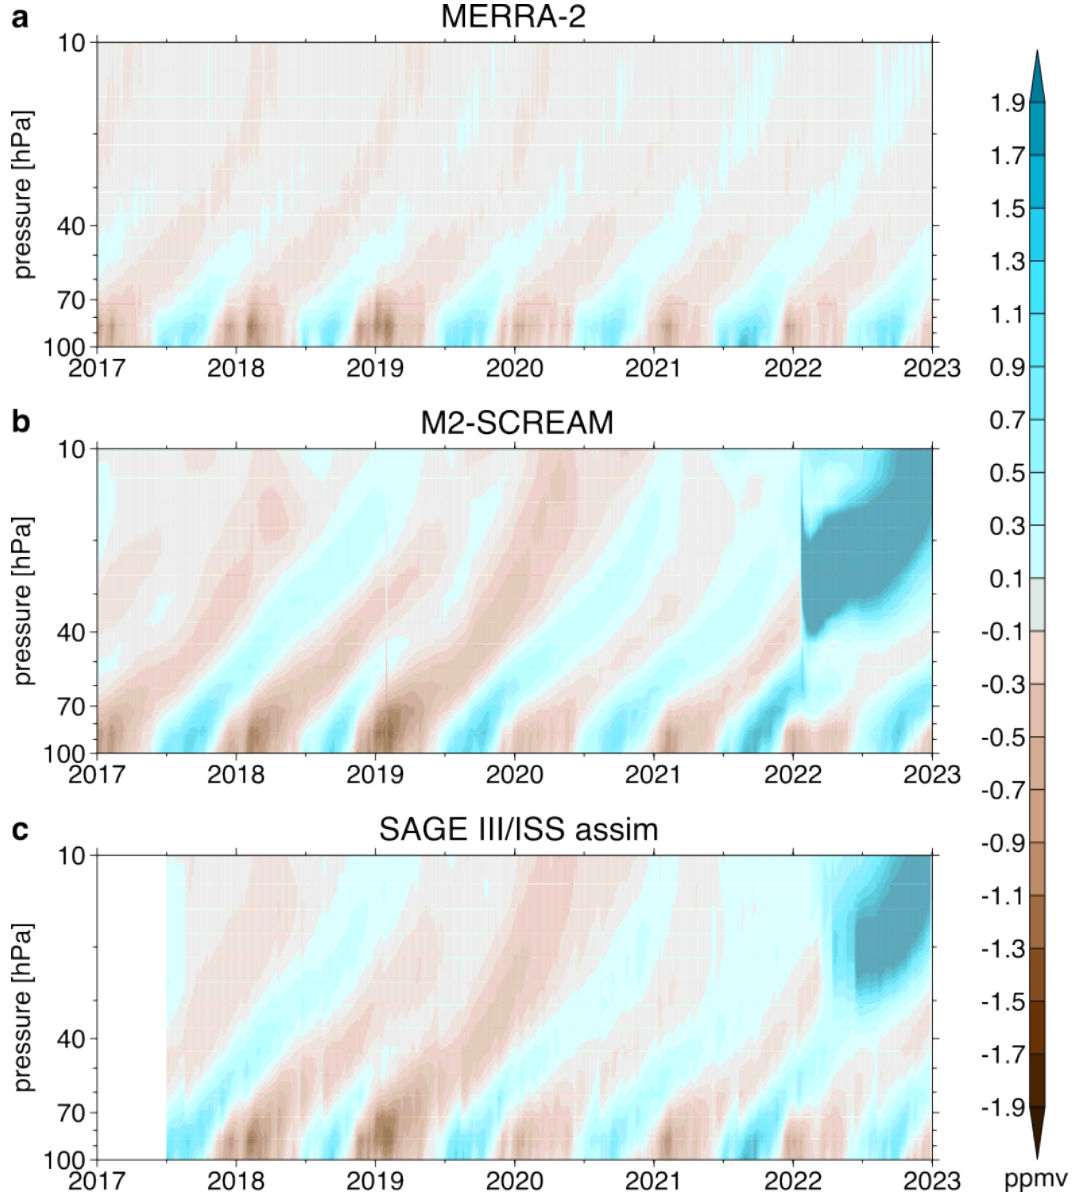 a
MERRA-2
10
40
70
100
pressure [hPa]
2017 2018 2019 2020 2021 2022 2023
b
M2-SCREAM
10
40
70
100
pressure [hPa]
2017 2018 2019 2020 2021 2022 2023
c
SAGE III/ISS assim
10
40
70
100
pressure [hPa]
2017 2018 2019 2020 2021 2022 2023
1.9
1.7
1.5
1.3
1.1
0.9
0.7
0.5
0.3
0.1
-0.1
-0.3
-0.5
-0.7
-0.9
-1.1
-1.3
-1.5
-1.7
-1.9
ppmv